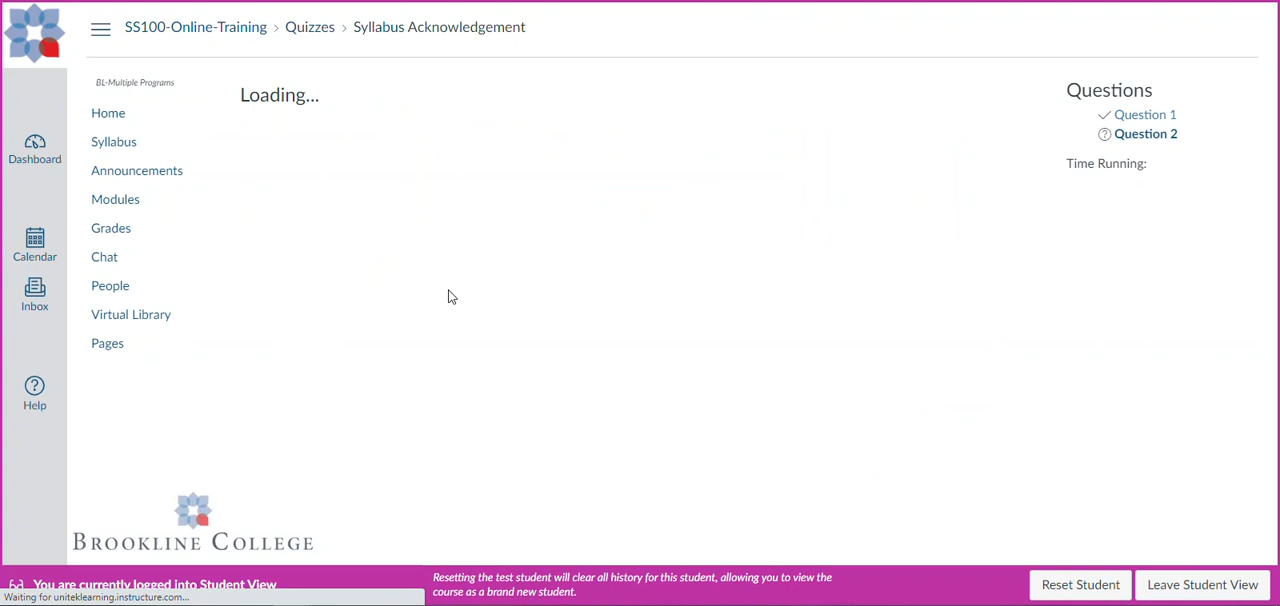 SS100-Online-Training › Quizzes › Syllabus Acknowledgement
BL-Multiple Programs
Home
Syllabus
Announcements
Modules
Grades
Chat
People
Virtual Library
Pages
Dashboard
Calendar
Inbox
Help
Loading...
Questions
Question 1
Question 2
Time Running:
BROOKLINE COLLEGE
You are currently logged into Student View
Waiting for uniteklearning.instructure.com...
Resetting the test student will clear all history for this student, allowing you to view the
course as a brand new student.
Reset Student
Leave Student View